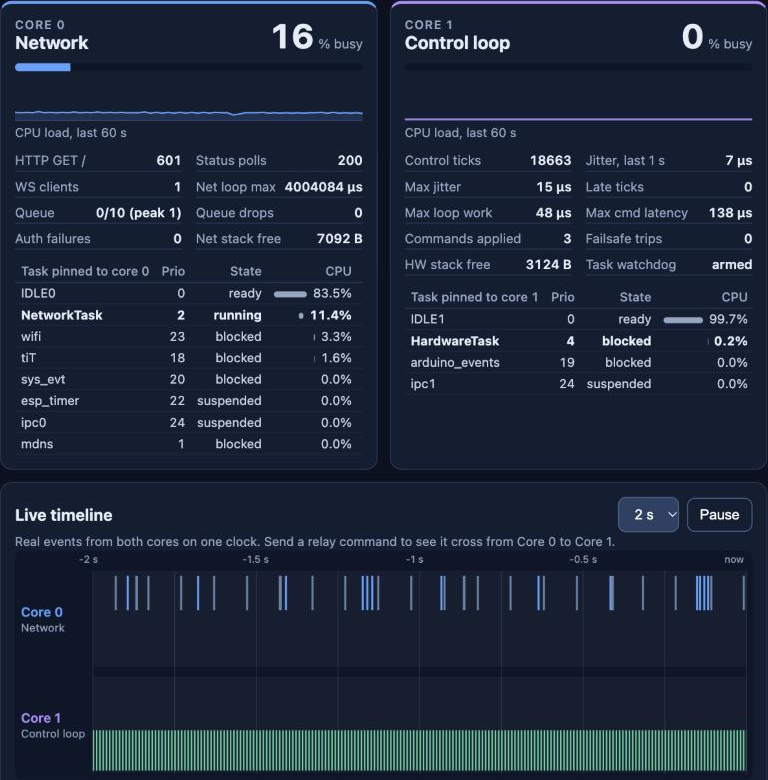 CORE 0
Network
16 % busy
CPU load, last 60 s
HTTP GET / 601 Status polls 200
WS clients 1 Net loop max 4004084 µs
Queue 0/10 (peak 1) Queue drops 0
Auth failures 0 Net stack free 7092 B
Task pinned to core 0 Prio State CPU
IDLE0 0 ready 83.5%
NetworkTask 2 running 11.4%
wifi 23 blocked 3.3%
tiT 18 blocked 1.6%
sys_evt 20 blocked 0.0%
esp_timer 22 suspended 0.0%
ipc0 24 suspended 0.0%
mdns 1 blocked 0.0%
CORE 1
Control loop
0 % busy
CPU load, last 60 s
Control ticks 18663 Jitter, last 1 s 7 µs
Max jitter 15 µs Late ticks 0
Max loop work 48 µs Max cmd latency 138 µs
Commands applied 3 Failsafe trips 0
HW stack free 3124 B Task watchdog armed
Task pinned to core 1 Prio State CPU
IDLE1 0 ready 99.7%
HardwareTask 4 blocked 0.2%
arduino_events 19 blocked 0.0%
ipc1 24 suspended 0.0%
Live timeline
2 s
Pause
Real events from both cores on one clock. Send a relay command to see it cross from Core 0 to Core 1.
-2 s -1.5 s -1 s -0.5 s now
Core 0
Network
Core 1
Control loop